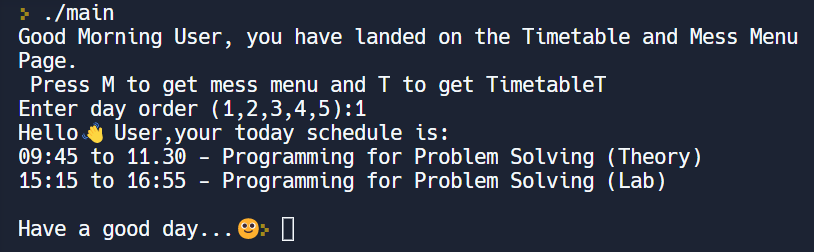 > ./main
Good Morning User, you have landed on the Timetable and Mess Menu
Page.
 Press M to get mess menu and T to get TimetableT
Enter day order (1,2,3,4,5):1
Hello👋 User,your today schedule is:
09:45 to 11.30 - Programming for Problem Solving (Theory)
15:15 to 16:55 - Programming for Problem Solving (Lab)

Have a good day...🙂>